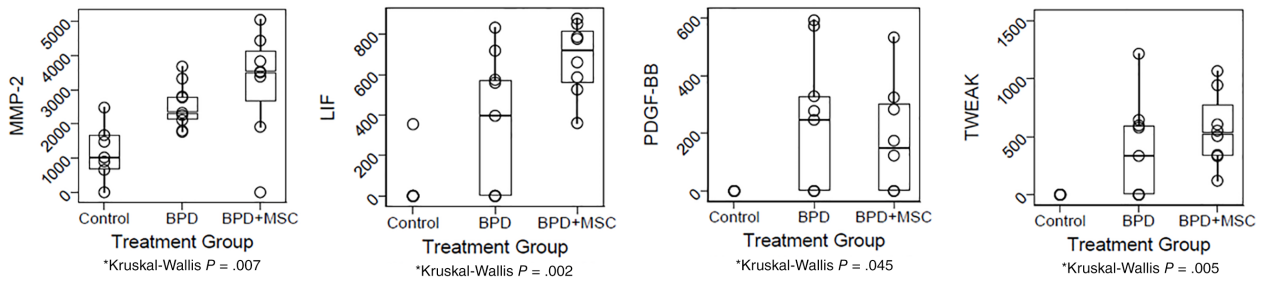 MMP-2
5000
4000
3000
2000
1000
0
Control BPD BPD+MSC
Treatment Group
*Kruskal-Wallis P = .007
LIF
800
600
400
200
0
Control BPD BPD+MSC
Treatment Group
*Kruskal-Wallis P = .002
PDGF-BB
600
400
200
0
Control BPD BPD+MSC
Treatment Group
*Kruskal-Wallis P = .045
TWEAK
1500
1000
500
0
Control BPD BPD+MSC
Treatment Group
*Kruskal-Wallis P = .005